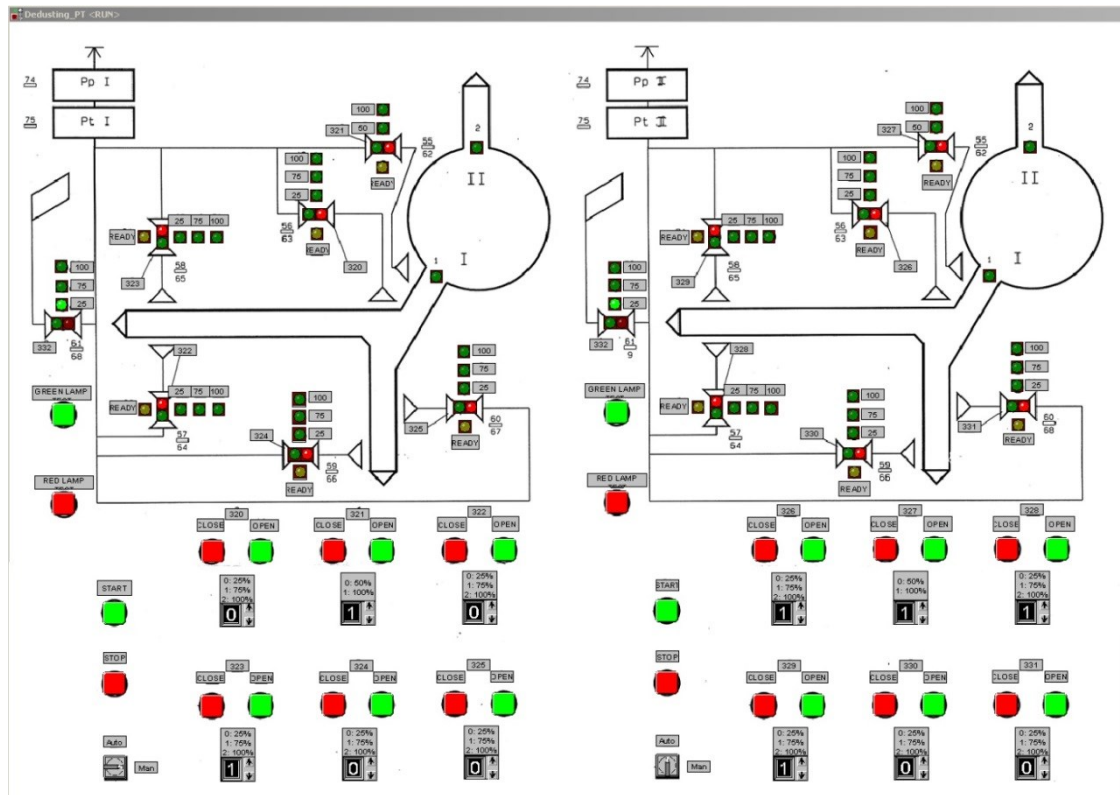 Dedusting_PT <RUN>
74
Pp I
75
Pt I
100
50
321
55
62
READY
2
II
I
1
100
75
25
56
63
READY
320
READY
25 75 100
58
65
323
100
75
25
332
61
68
322
READY
25 75 100
57
64
GREEN LAMP
RED LAMP
100
75
25
324
59
66
READY
100
75
25
325
60
67
READY
74
Pp II
75
Pt II
100
50
327
55
62
READY
2
II
I
1
100
75
25
56
63
READY
326
READY
25 75 100
58
65
329
100
75
25
332
61
9
328
READY
25 75 100
57
64
GREEN LAMP
RED LAMP
100
75
25
330
59
66
READY
100
75
25
331
60
68
READY
320
CLOSE OPEN
0: 25%
1: 75%
2: 100%
0
321
CLOSE OPEN
0: 50%
1: 100%
1
322
CLOSE OPEN
0: 25%
1: 75%
2: 100%
0
START
STOP
323
CLOSE OPEN
0: 25%
1: 75%
2: 100%
1
324
CLOSE OPEN
0: 25%
1: 75%
2: 100%
0
325
CLOSE OPEN
0: 25%
1: 75%
2: 100%
0
Auto
Man
326
CLOSE OPEN
0: 25%
1: 75%
2: 100%
1
327
CLOSE OPEN
0: 50%
1: 100%
1
328
CLOSE OPEN
0: 25%
1: 75%
2: 100%
1
START
STOP
329
CLOSE OPEN
0: 25%
1: 75%
2: 100%
1
330
CLOSE OPEN
0: 25%
1: 75%
2: 100%
0
331
CLOSE OPEN
0: 25%
1: 75%
2: 100%
0
Auto
Man